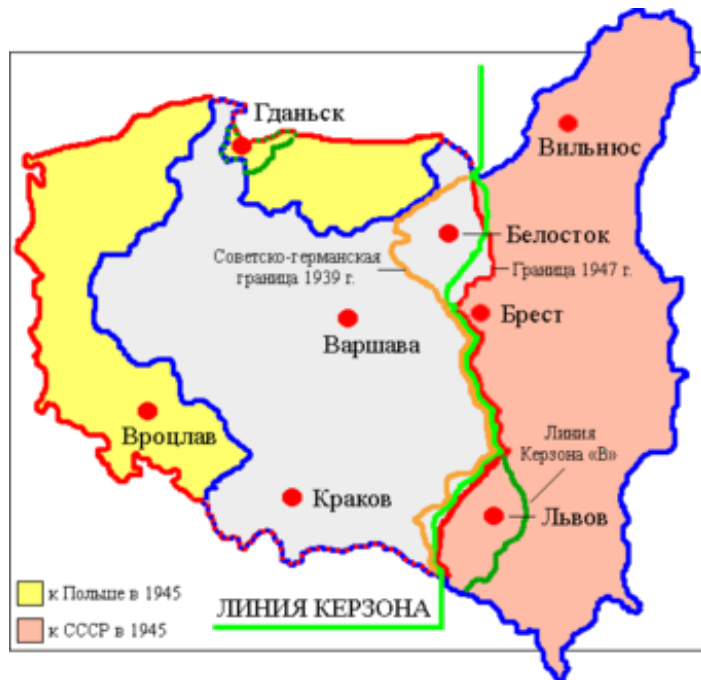 Гданьск
Вильнюс
Советско-германская
граница 1939 г.
Белосток
Граница 1947 г.
Брест
Варшава
Вроцлав
Линия
Керзона «В»
Краков
Львов
к Польше в 1945
ЛИНИЯ КЕРЗОНА
к СССР в 1945